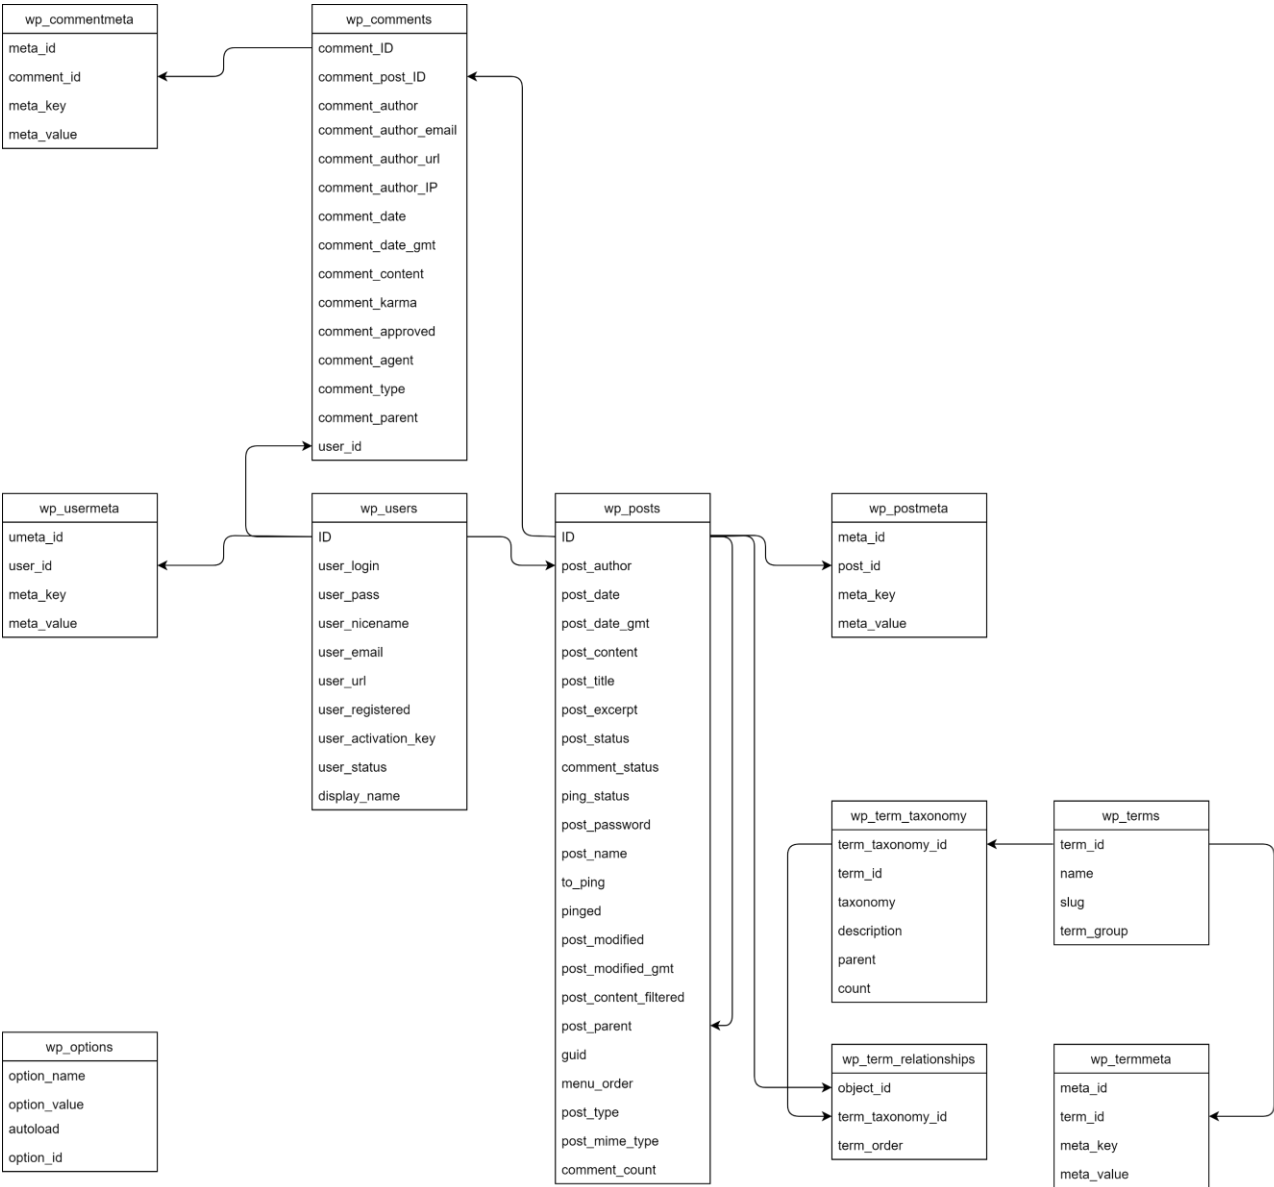 wp_commentmeta
meta_id
comment_id
meta_key
meta_value
wp_comments
comment_ID
comment_post_ID
comment_author
comment_author_email
comment_author_url
comment_author_IP
comment_date
comment_date_gmt
comment_content
comment_karma
comment_approved
comment_agent
comment_type
comment_parent
user_id
wp_usermeta
umeta_id
user_id
meta_key
meta_value
wp_users
ID
user_login
user_pass
user_nicename
user_email
user_url
user_registered
user_activation_key
user_status
display_name
wp_posts
ID
post_author
post_date
post_date_gmt
post_content
post_title
post_excerpt
post_status
comment_status
ping_status
post_password
post_name
to_ping
pinged
post_modified
post_modified_gmt
post_content_filtered
post_parent
guid
menu_order
post_type
post_mime_type
comment_count
wp_postmeta
meta_id
post_id
meta_key
meta_value
wp_term_taxonomy
term_taxonomy_id
term_id
taxonomy
description
parent
count
wp_terms
term_id
name
slug
term_group
wp_options
option_name
option_value
autoload
option_id
wp_term_relationships
object_id
term_taxonomy_id
term_order
wp_termmeta
meta_id
term_id
meta_key
meta_value